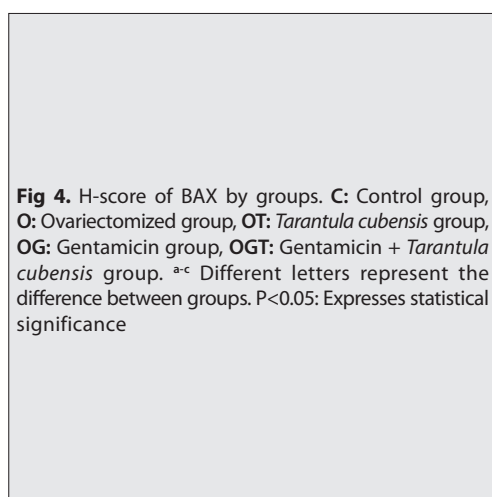 Fig 4. H-score of BAX by groups. C: Control group,
O: Ovariectomized group, OT: Tarantula cubensis group,
OG: Gentamicin group, OGT: Gentamicin + Tarantula
cubensis group. a-c Different letters represent the
difference between groups. P<0.05: Expresses statistical
significance